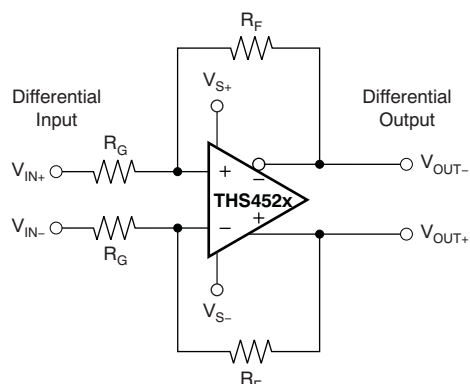 R_F
V_S+
Differential
Input
Differential
Output
R_G
V_IN+
+
−
V_OUT−
THS452x
V_IN−
−
+
V_OUT+
R_G
V_S−
R_F